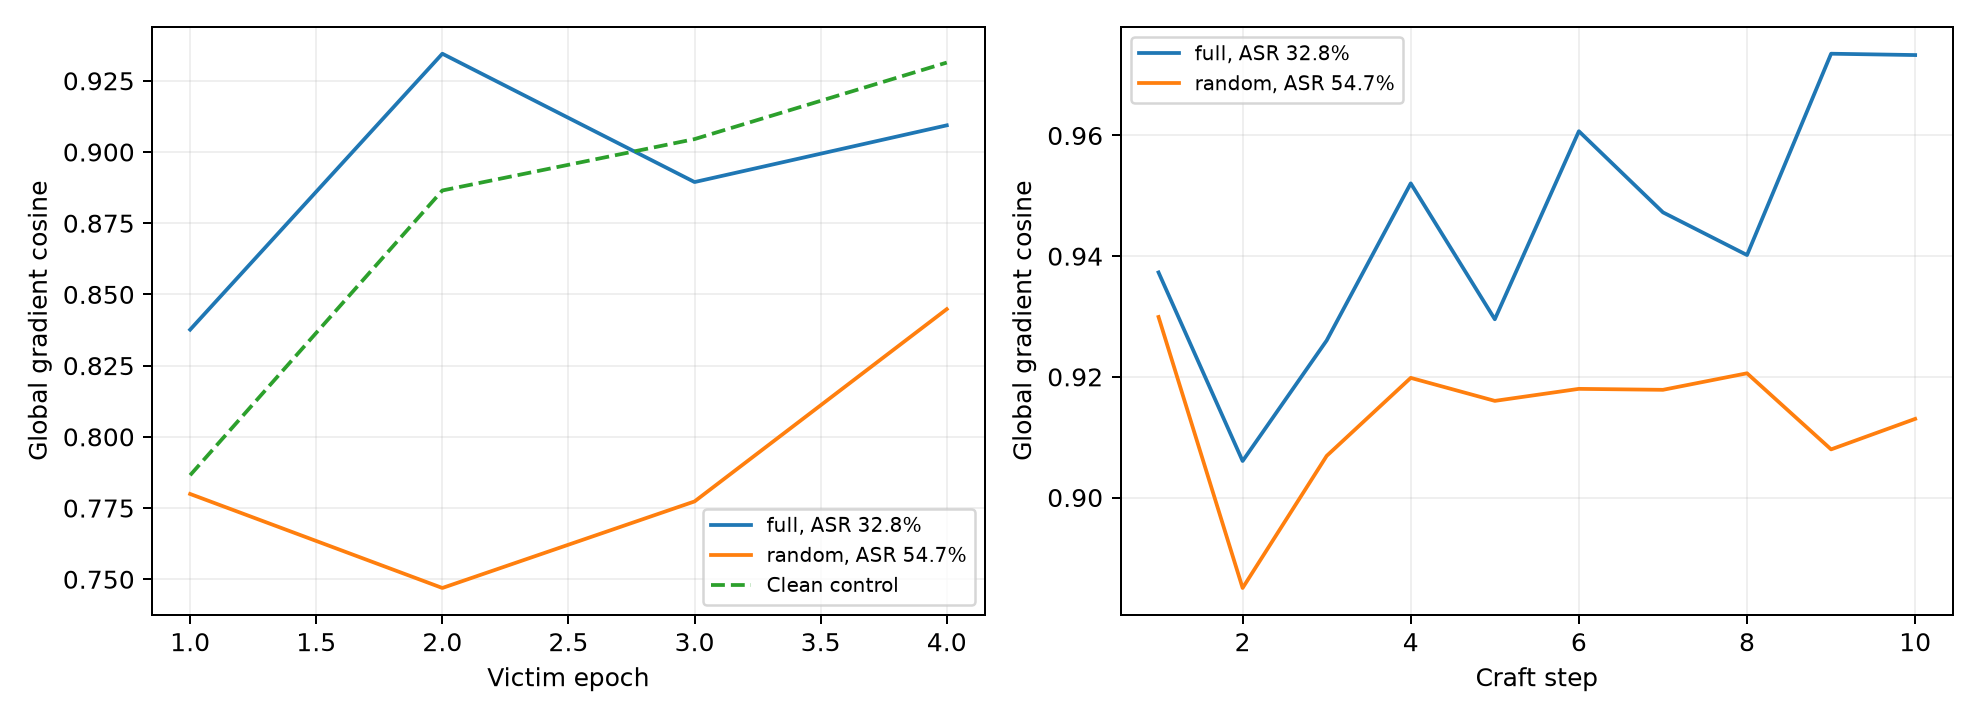 Global gradient cosine
0.925
0.900
0.875
0.850
0.825
0.800
0.775
0.750
full, ASR 32.8%
random, ASR 54.7%
Clean control
1.0 1.5 2.0 2.5 3.0 3.5 4.0
Victim epoch
Global gradient cosine
full, ASR 32.8%
random, ASR 54.7%
0.96
0.94
0.92
0.90
2 4 6 8 10
Craft step